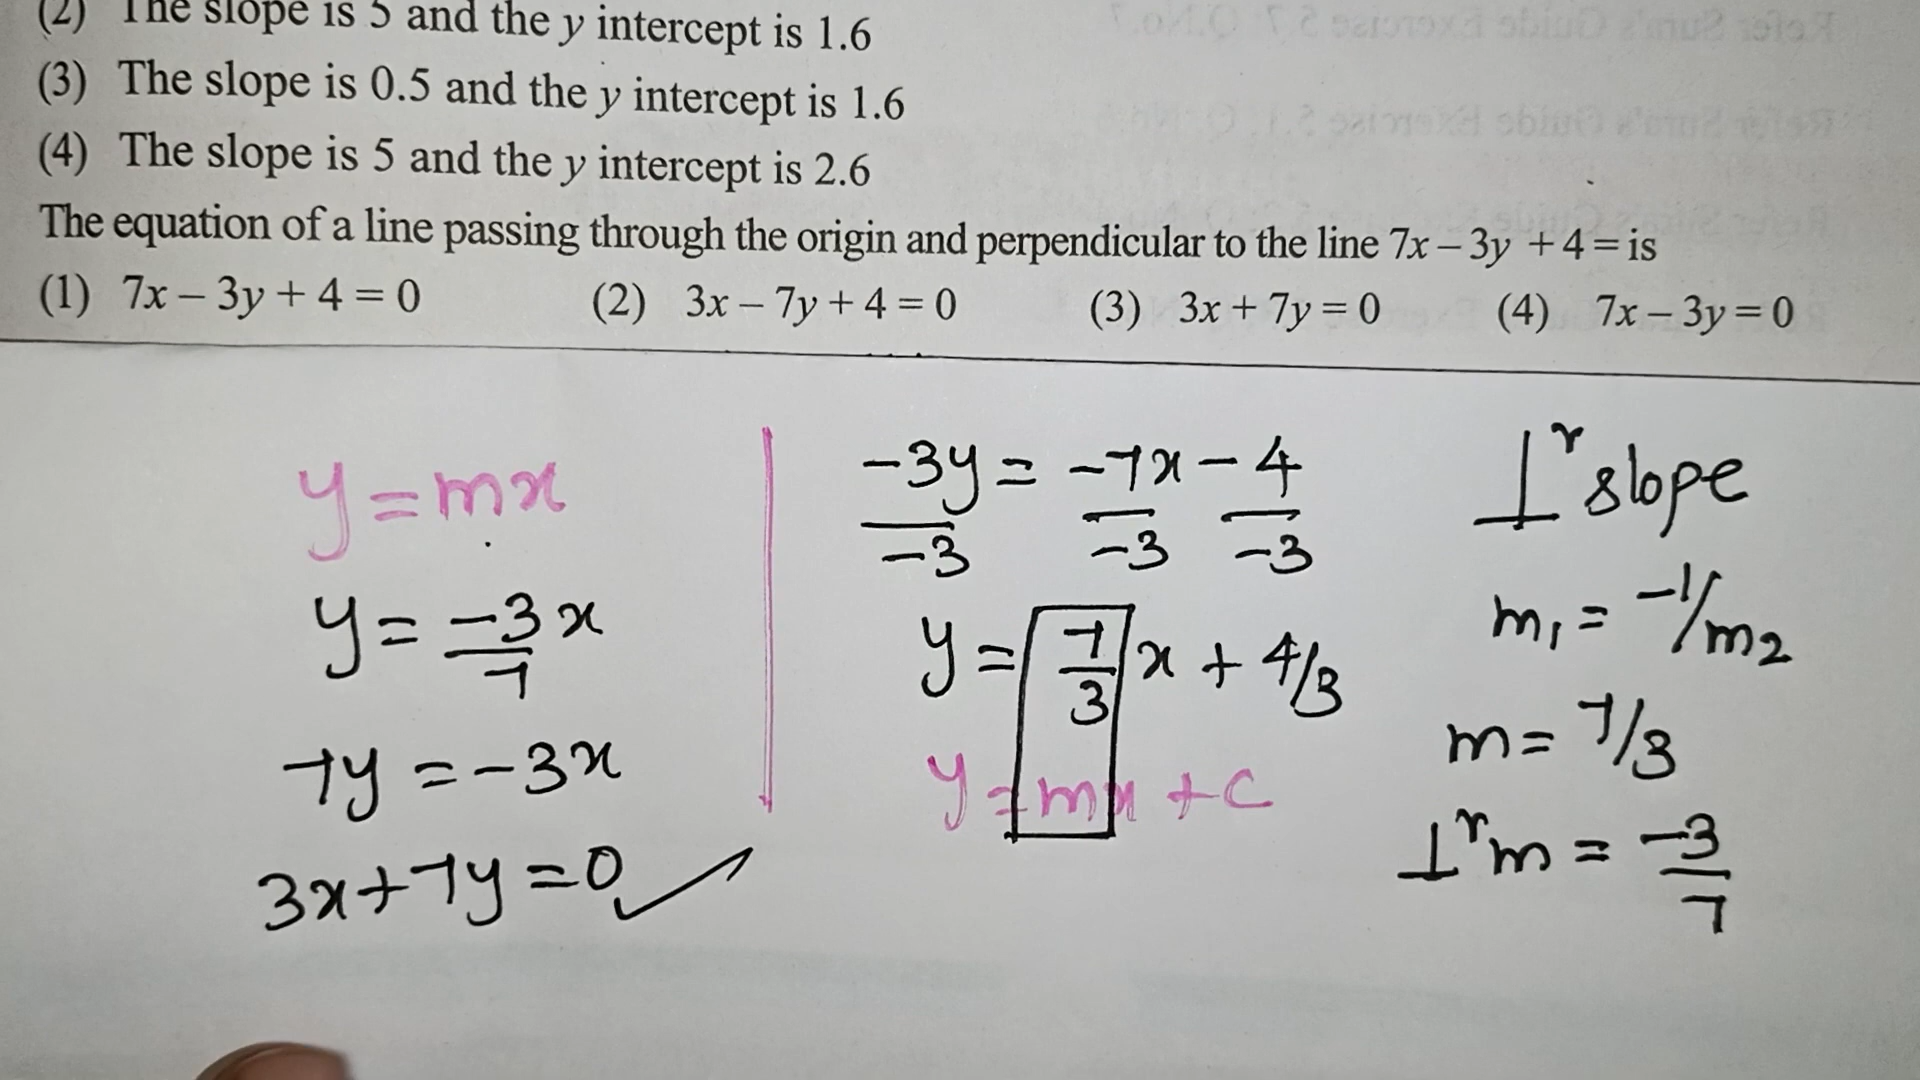 (2) The slope is 5 and the y intercept is 1.6
(3) The slope is 0.5 and the y intercept is 1.6
(4) The slope is 5 and the y intercept is 2.6
The equation of a line passing through the origin and perpendicular to the line 7x – 3y + 4 = is
(1) 7x – 3y + 4 = 0 (2) 3x – 7y + 4 = 0 (3) 3x + 7y = 0 (4) 7x – 3y = 0
y = mx
y = -3/7 x
7y = -3x
3x + 7y = 0 ✓
-3y/-3 = -7x/-3 - 4/-3
y = 7/3 x + 4/3
y = mx + c
⊥r slope
m₁ = -1/m₂
m = 7/3
⊥r m = -3/7